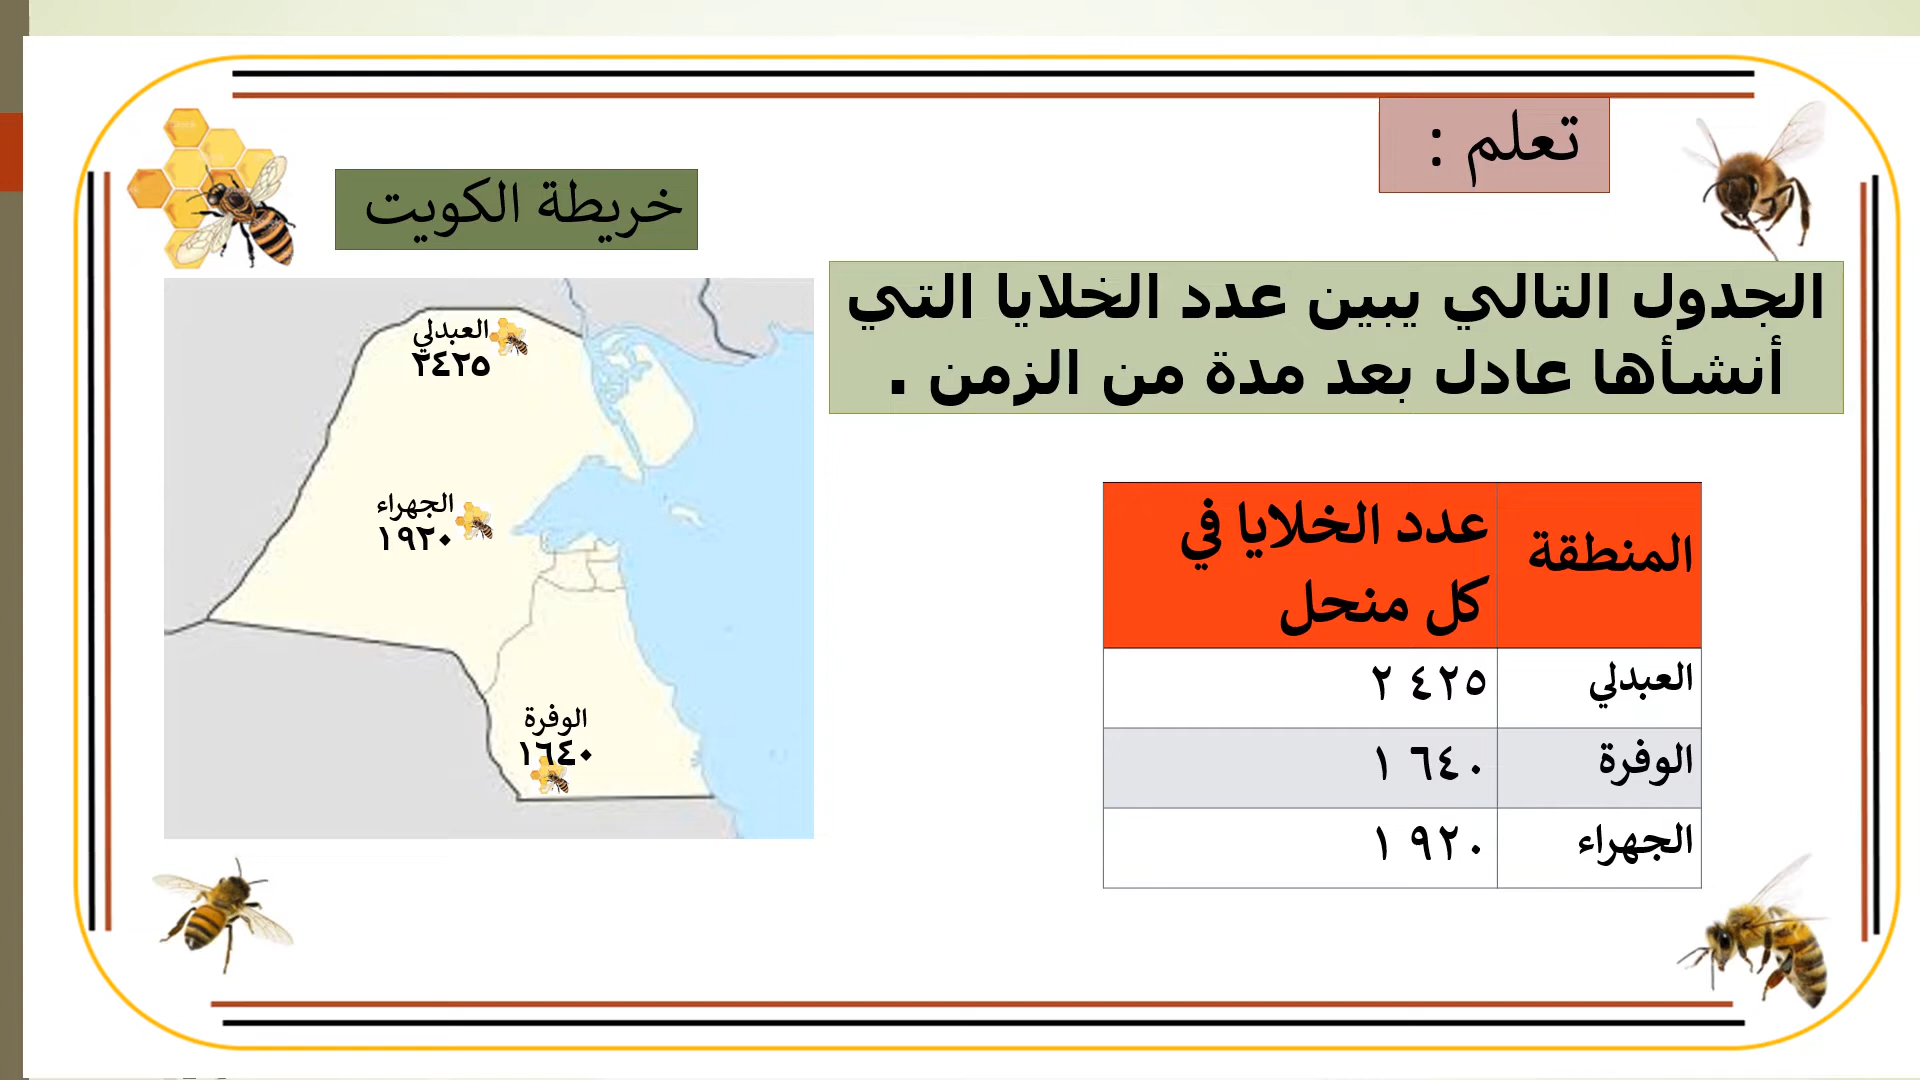 تعلم :
خريطة الكويت
الجدول التالي يبين عدد الخلايا التي
أنشأها عادل بعد مدة من الزمن .
العبدلي
٢٤٢٥
الجهراء
١٩٢٠
الوفرة
١٦٤٠
المنطقة
عدد الخلايا في
كل منحل
العبدلي
٢ ٤٢٥
الوفرة
١ ٦٤٠
الجهراء
١ ٩٢٠